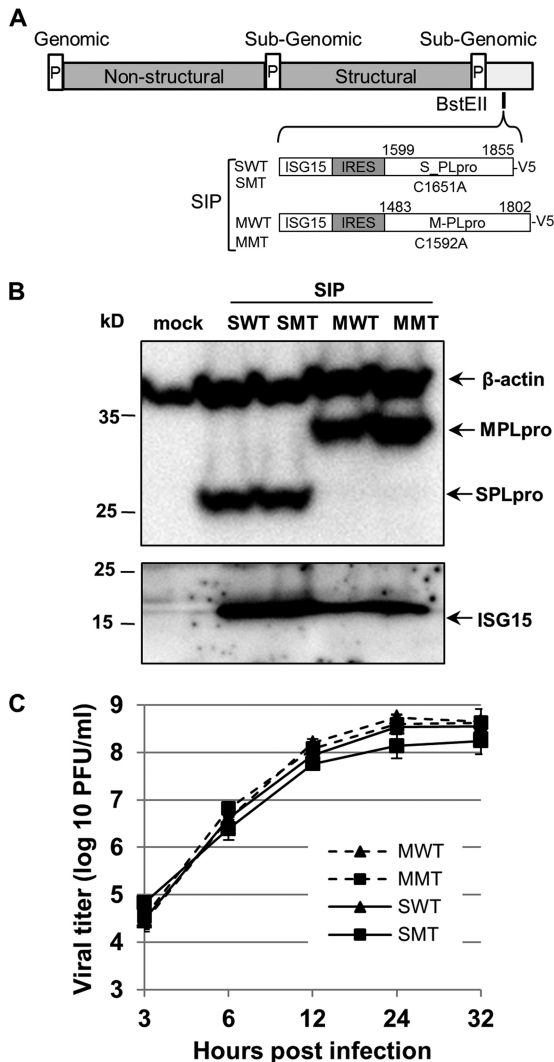 A
Genomic Sub-Genomic Sub-Genomic
P Non-structural P Structural P
BstEII
1599 1855
SWT ISG15 IRES S_PLpro -V5
SMT C1651A
SIP
1483 1802
MWT ISG15 IRES M-PLpro -V5
MMT C1592A
B
SIP
kD mock SWT SMT MWT MMT
β-actin
35
MPLpro
SPLpro
25
25
15
ISG15
C
Viral titer (log 10 PFU/ml)
9
8
7
6
5
4
3
MWT
MMT
SWT
SMT
3 6 12 24 32
Hours post infection